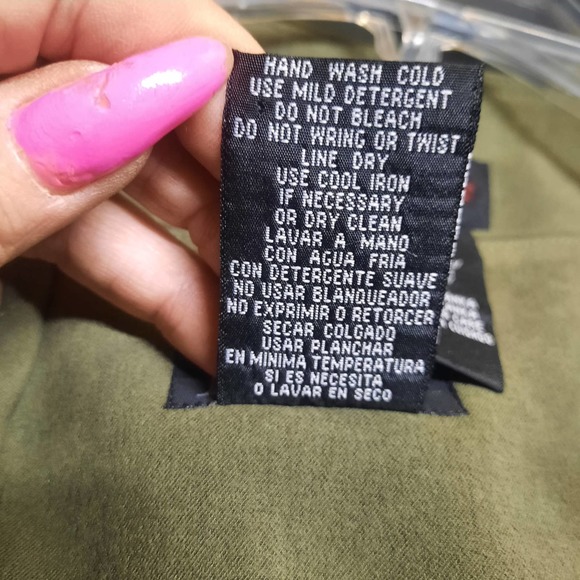 HAND WASH COLD
USE MILD DETERGENT
DO NOT BLEACH
DO NOT WRING OR TWIST
LINE DRY
USE COOL IRON
IF NECESSARY
OR DRY CLEAN
LAVAR A MANO
CON AGUA FRIA
CON DETERGENTE SUAVE
NO USAR BLANQUEADOR
NO EXPRIMIR O RETORCER
SECAR COLGADO
USAR PLANCHAR
EN MINIMA TEMPERATURA
SI ES NECESITA
O LAVAR EN SECO